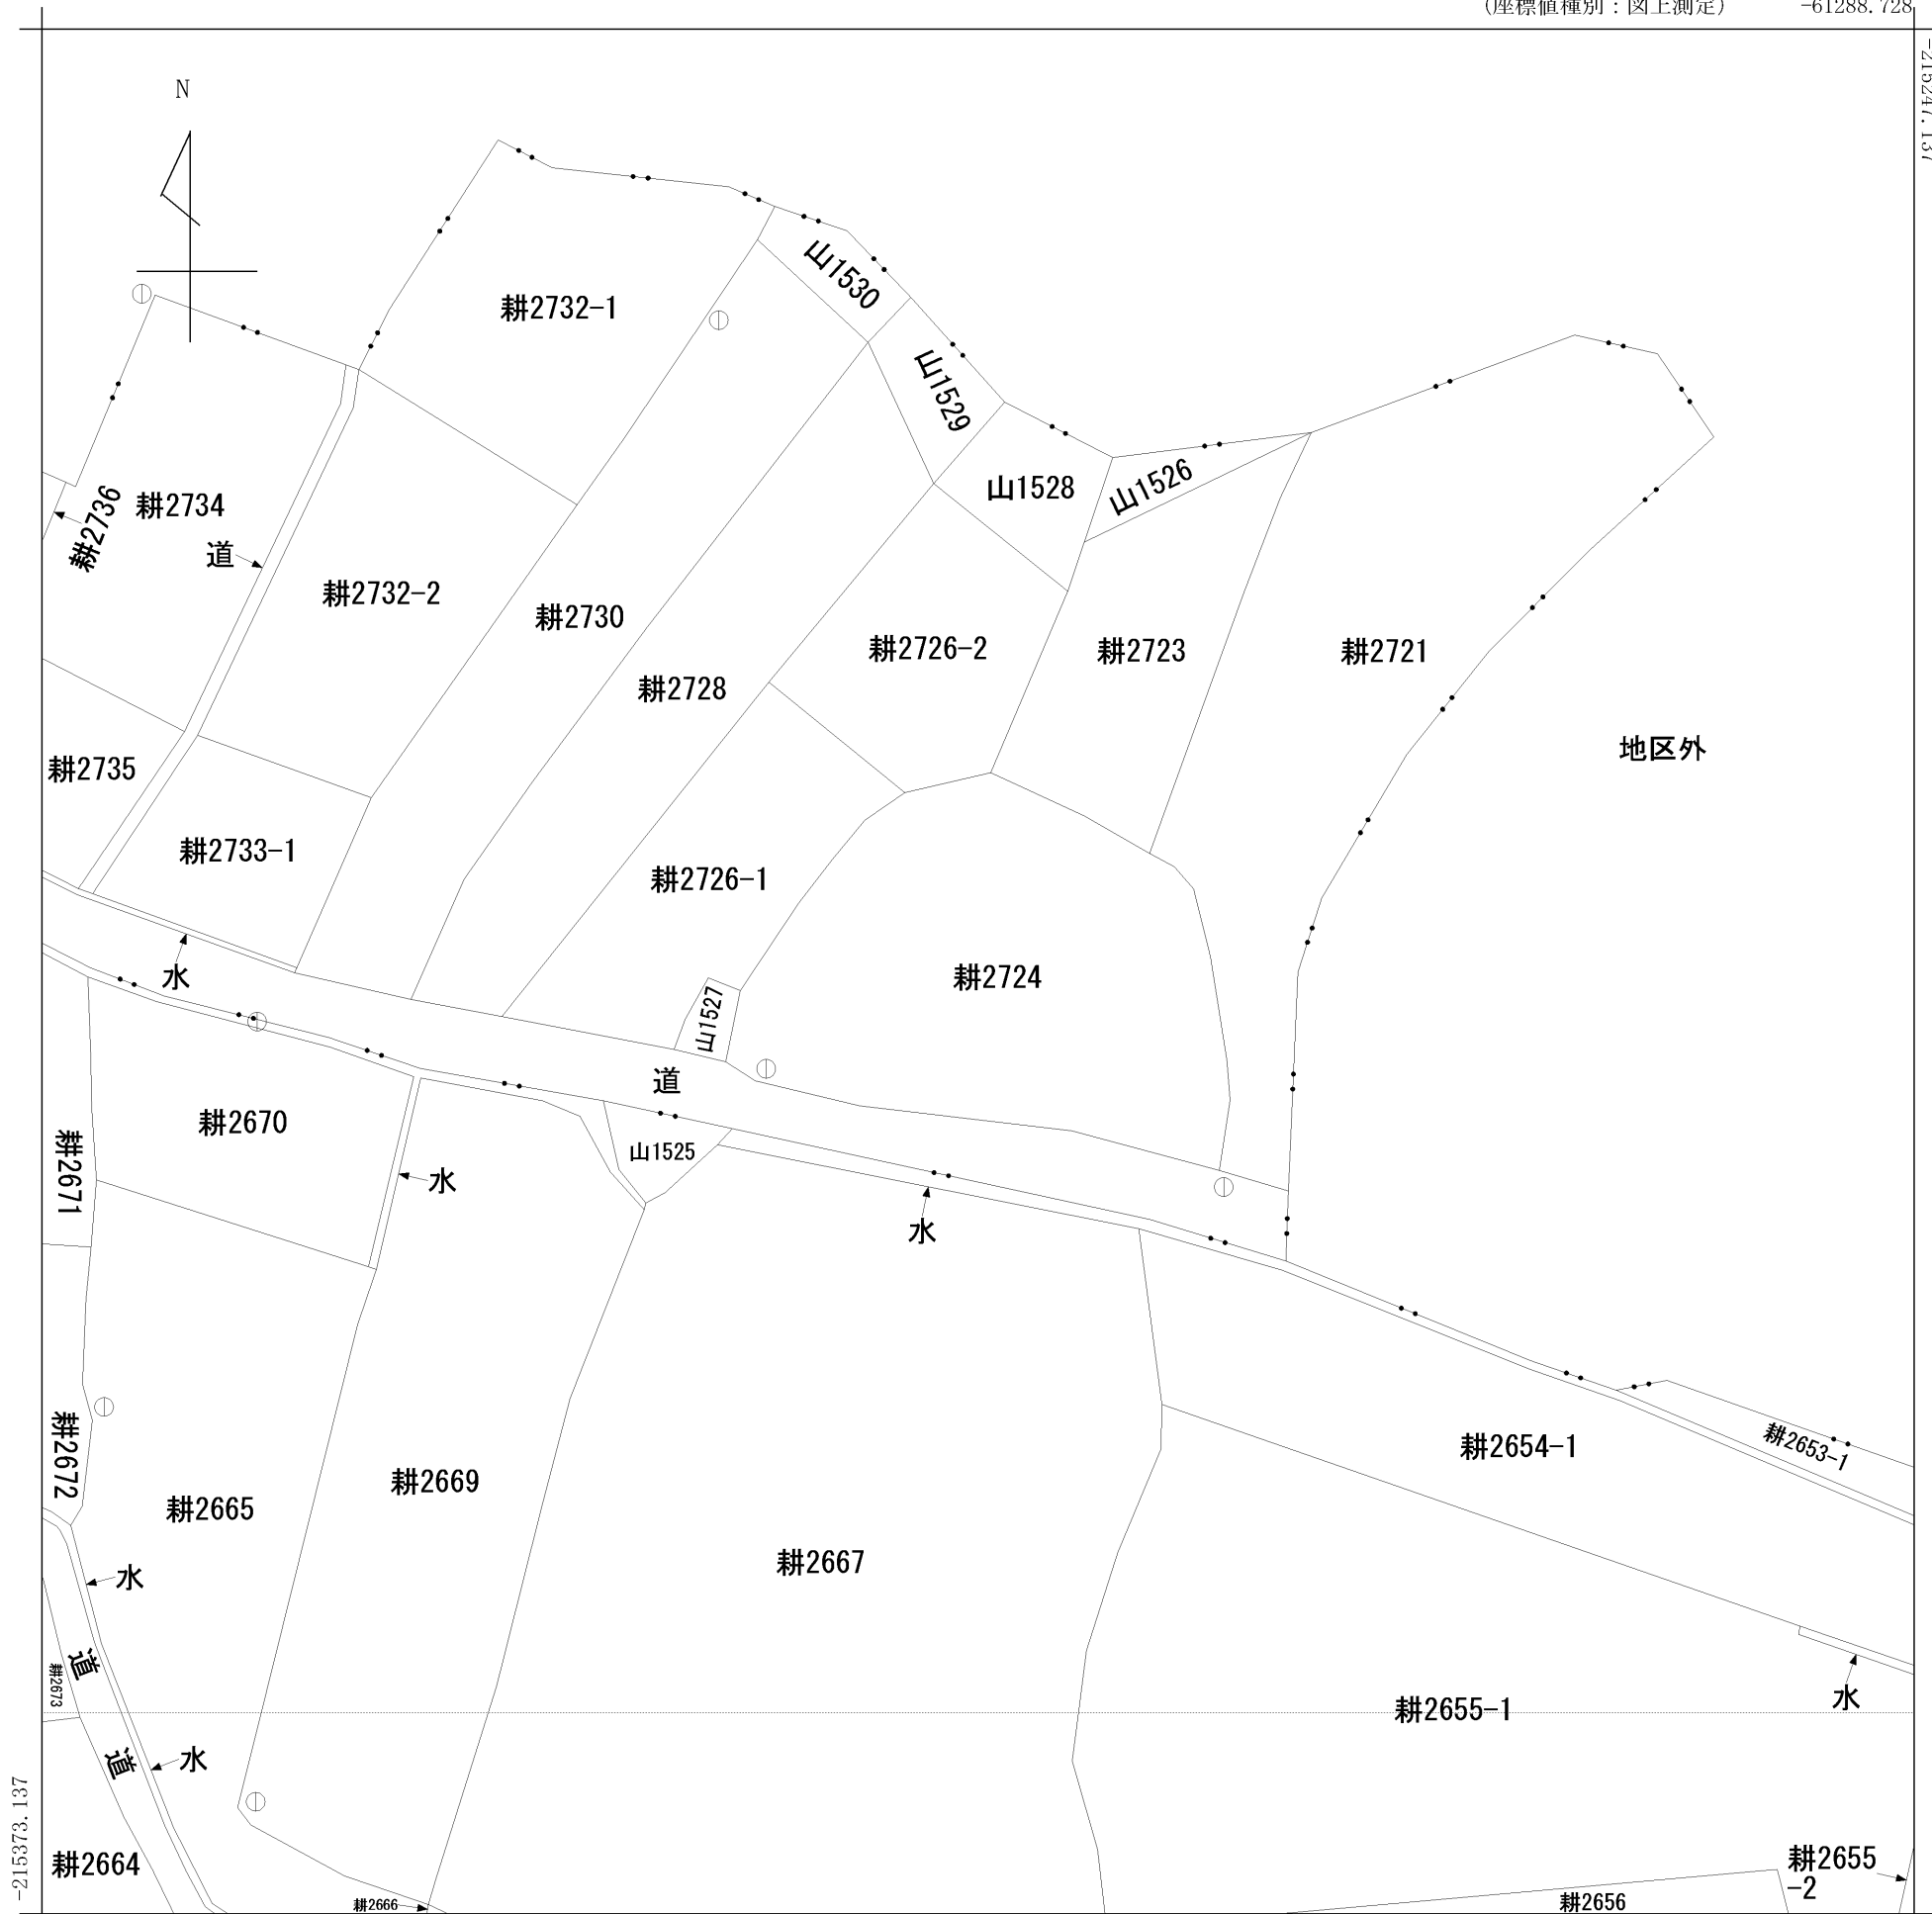 (座標値種別：図上測定)
-61288.728
-215247.137
N
山1530
耕2732-1
山1529
山1528
山1526
耕2736
耕2734
道
耕2732-2
耕2730
耕2726-2
耕2723
耕2721
耕2728
地区外
耕2735
耕2733-1
耕2726-1
水
耕2724
山1527
道
耕2670
山1525
耕2671
水
水
耕2672
耕2669
耕2654-1
耕2653-1
耕2665
耕2667
水
道
耕2673
耕2655-1
水
道
水
-215373.137
耕2664
耕2655
-2
耕2666
耕2656